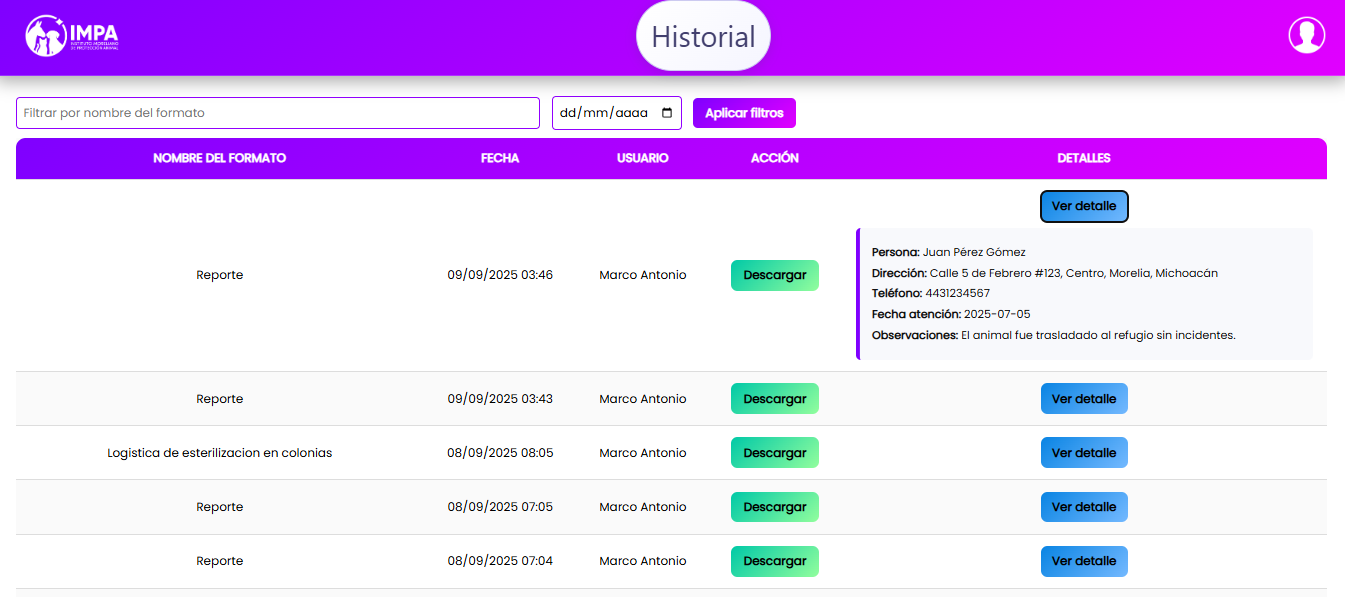 IMPA
INSTITUTO MORELIANO
DE PROTECCIÓN ANIMAL
Historial
Filtrar por nombre del formato
dd/mm/aaaa
Aplicar filtros
NOMBRE DEL FORMATO FECHA USUARIO ACCIÓN DETALLES
Reporte 09/09/2025 03:46 Marco Antonio Descargar Ver detalle
Persona: Juan Pérez Gómez
Dirección: Calle 5 de Febrero #123, Centro, Morelia, Michoacán
Teléfono: 4431234567
Fecha atención: 2025-07-05
Observaciones: El animal fue trasladado al refugio sin incidentes.
Reporte 09/09/2025 03:43 Marco Antonio Descargar Ver detalle
Logistica de esterilizacion en colonias 08/09/2025 08:05 Marco Antonio Descargar Ver detalle
Reporte 08/09/2025 07:05 Marco Antonio Descargar Ver detalle
Reporte 08/09/2025 07:04 Marco Antonio Descargar Ver detalle